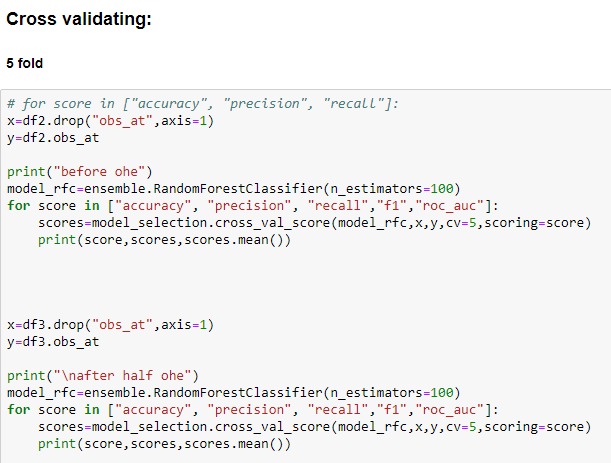 Cross validating:
5 fold
# for score in ["accuracy", "precision", "recall"]:
x=df2.drop("obs_at",axis=1)
y=df2.obs_at
print("before ohe")
model_rfc=ensemble.RandomForestClassifier(n_estimators=100)
for score in ["accuracy", "precision", "recall","f1","roc_auc"]:
    scores=model_selection.cross_val_score(model_rfc,x,y,cv=5,scoring=score)
    print(score,scores,scores.mean())
x=df3.drop("obs_at",axis=1)
y=df3.obs_at
print("\nafter half ohe")
model_rfc=ensemble.RandomForestClassifier(n_estimators=100)
for score in ["accuracy", "precision", "recall","f1","roc_auc"]:
    scores=model_selection.cross_val_score(model_rfc,x,y,cv=5,scoring=score)
    print(score,scores,scores.mean())